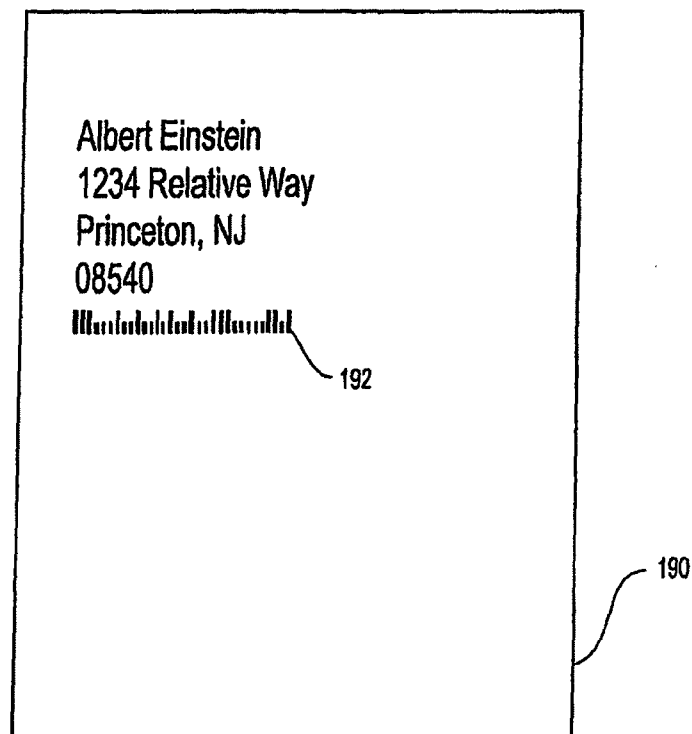 Albert Einstein
1234 Relative Way
Princeton, NJ
08540
192
190